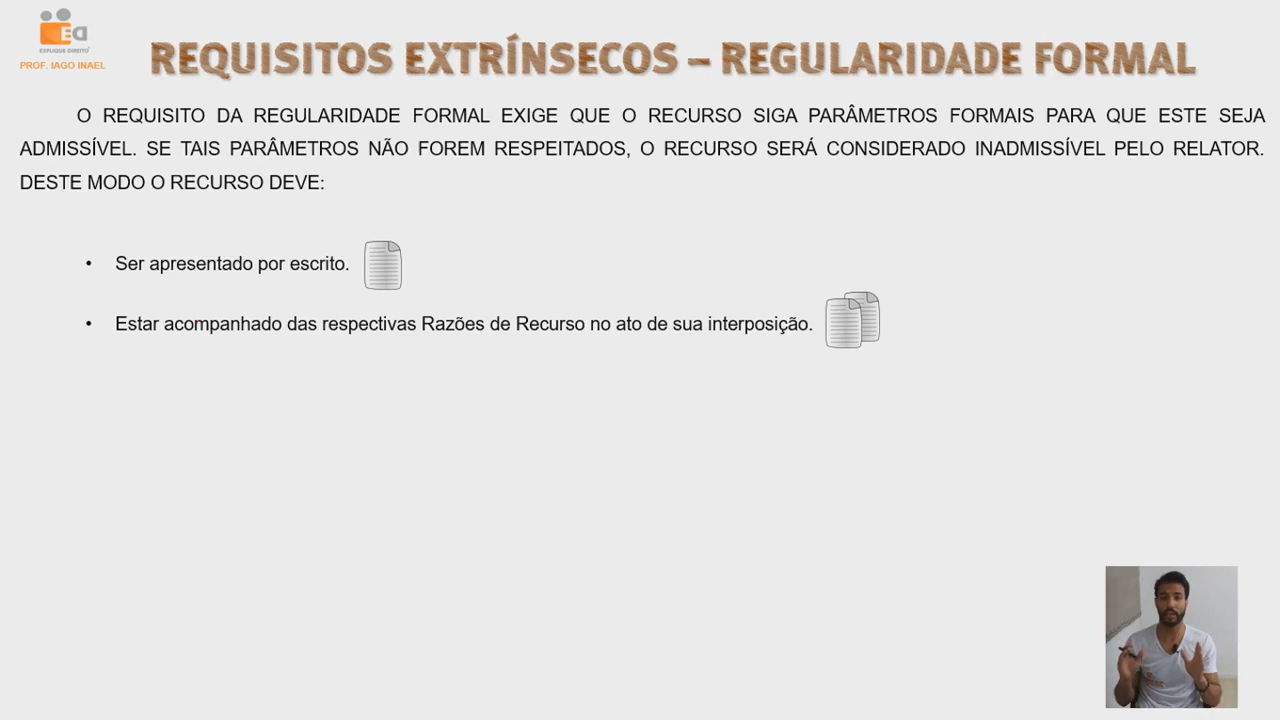 ED
EXPLIQUE DIREITO
PROF. IAGO INAEL
REQUISITOS EXTRÍNSECOS – REGULARIDADE FORMAL
O REQUISITO DA REGULARIDADE FORMAL EXIGE QUE O RECURSO SIGA PARÂMETROS FORMAIS PARA QUE ESTE SEJA
ADMISSÍVEL. SE TAIS PARÂMETROS NÃO FOREM RESPEITADOS, O RECURSO SERÁ CONSIDERADO INADMISSÍVEL PELO RELATOR.
DESTE MODO O RECURSO DEVE:
• Ser apresentado por escrito.
• Estar acompanhado das respectivas Razões de Recurso no ato de sua interposição.